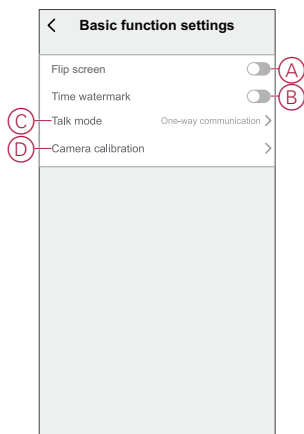 Basic function settings
Flip screen A
Time watermark B
C Talk mode One-way communication
D Camera calibration